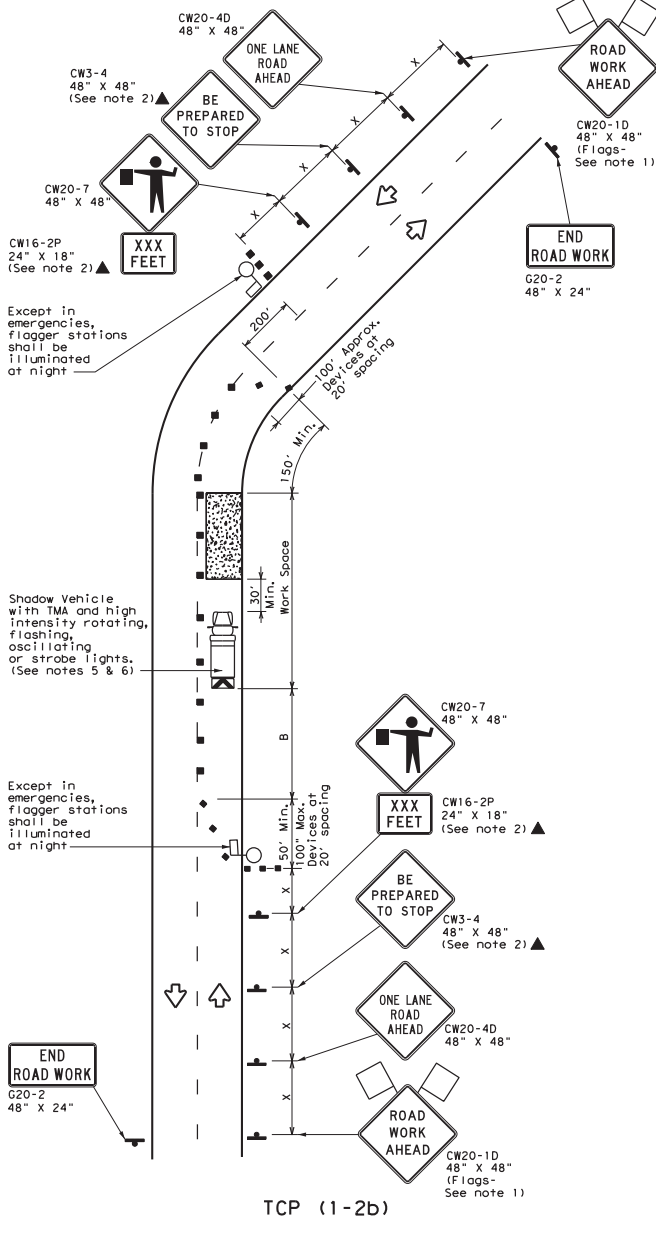 CW20-4D
48" X 48"
ONE LANE
ROAD
AHEAD
X
ROAD
WORK
AHEAD
CW20-1D
48" X 48"
(Flags-
See note 1)
CW3-4
48" X 48"
(See note 2)
BE
PREPARED
TO STOP
X
X
X
CW20-7
48" X 48"
CW16-2P
24" X 18"
(See note 2)
XXX
FEET
END
ROAD WORK
G20-2
48" X 24"
Except in
emergencies,
flagger stations
shall be
illuminated
at night
200'
100' Approx.
Devices at
20' spacing
150' Min.
Work Space
30'
Min.
Shadow Vehicle
with TMA and high
intensity rotating,
flashing,
oscillating
or strobe lights.
(See notes 5 & 6)
B
CW20-7
48" X 48"
Except in
emergencies,
flagger stations
shall be
illuminated
at night
50' Min.
100" Max.
Devices at
20' spacing
XXX
FEET
CW16-2P
24" X 18"
(See note 2)
X
BE
PREPARED
TO STOP
CW3-4
48" X 48"
(See note 2)
X
ONE LANE
ROAD
AHEAD
CW20-4D
48" X 48"
X
END
ROAD WORK
G20-2
48" X 24"
X
ROAD
WORK
AHEAD
CW20-1D
48" X 48"
(Flags-
See note 1)
TCP (1-2b)